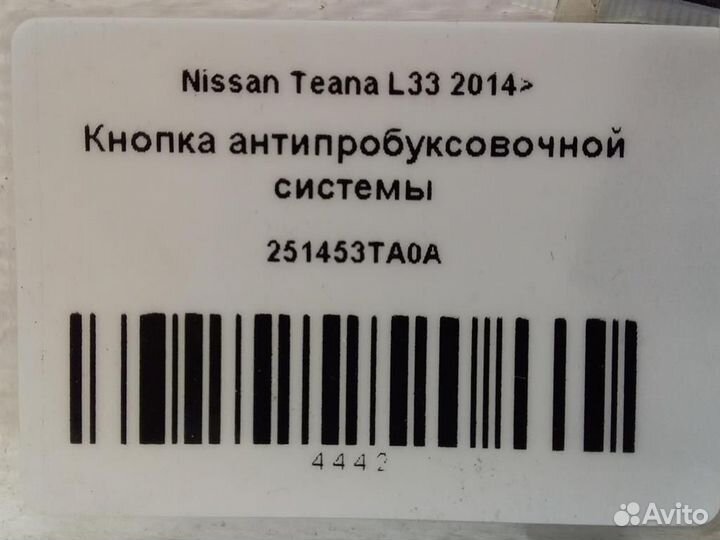 Nissan Teana L33 2014>
Кнопка антипробуксовочной
системы
251453TA0A
4442
Avito